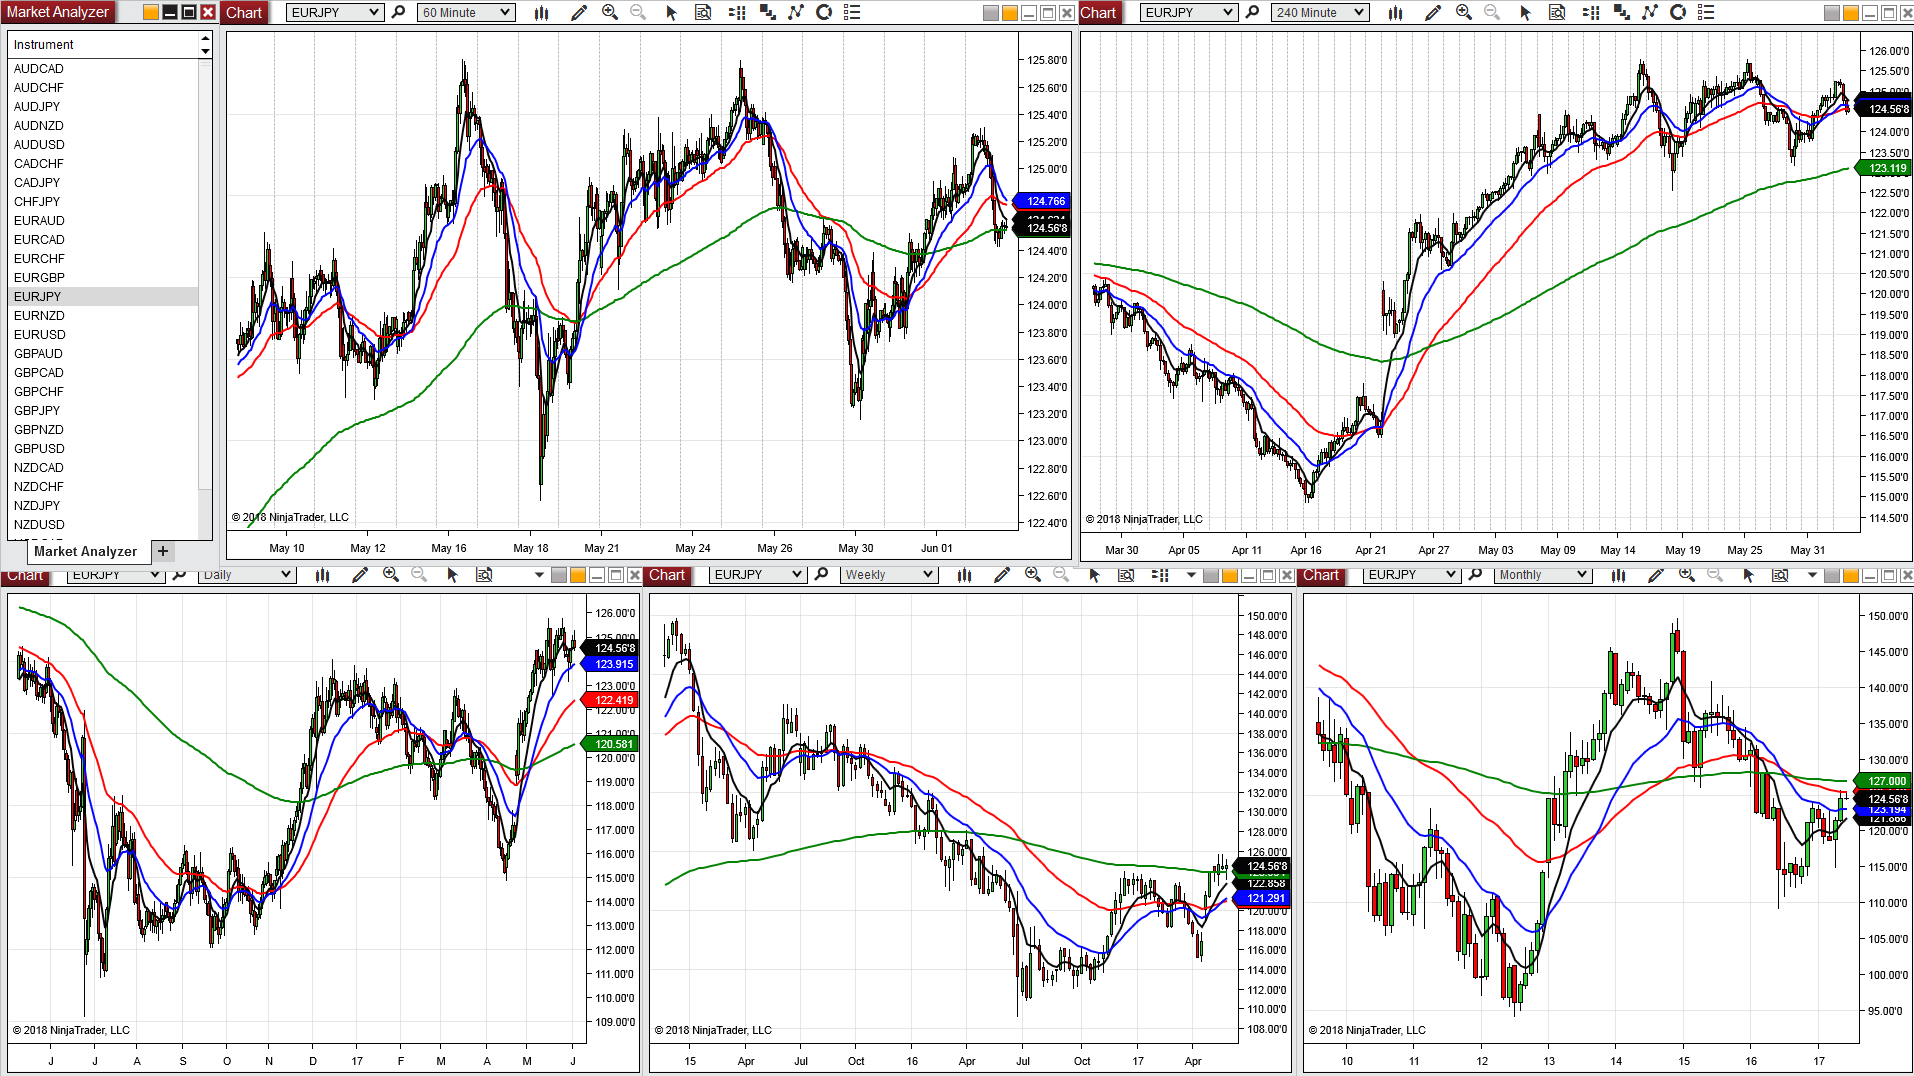 Market Analyzer
Instrument
AUDCAD
AUDCHF
AUDJPY
AUDNZD
AUDUSD
CADCHF
CADJPY
CHFJPY
EURAUD
EURCAD
EURCHF
EURGBP
EURJPY
EURNZD
EURUSD
GBPAUD
GBPCAD
GBPCHF
GBPJPY
GBPNZD
GBPUSD
NZDCAD
NZDCHF
NZDJPY
NZDUSD
Market Analyzer +
Chart EURJPY 60 Minute
125.80'0
125.60'0
125.40'0
125.20'0
125.00'0
124.766
124.56'8
124.40'0
124.20'0
124.00'0
123.80'0
123.60'0
123.40'0
123.20'0
123.00'0
122.80'0
122.60'0
122.40'0
© 2018 NinjaTrader, LLC
May 10 May 12 May 16 May 18 May 21 May 24 May 26 May 30 Jun 01
Chart EURJPY 240 Minute
126.00'0
125.50'0
124.56'8
124.00'0
123.50'0
123.119
122.50'0
122.00'0
121.50'0
121.00'0
120.50'0
120.00'0
119.50'0
119.00'0
118.50'0
118.00'0
117.50'0
117.00'0
116.50'0
116.00'0
115.50'0
115.00'0
114.50'0
© 2018 NinjaTrader, LLC
Mar 30 Apr 05 Apr 11 Apr 16 Apr 21 Apr 27 May 03 May 09 May 14 May 19 May 25 May 31
Chart EURJPY Daily
126.00'0
125.00'0
124.56'8
123.915
123.00'0
122.419
122.00'0
120.581
120.00'0
119.00'0
118.00'0
117.00'0
116.00'0
115.00'0
114.00'0
113.00'0
112.00'0
111.00'0
110.00'0
109.00'0
© 2018 NinjaTrader, LLC
J J A S O N D 17 F M A M J
Chart EURJPY Weekly
150.00'0
148.00'0
146.00'0
144.00'0
142.00'0
140.00'0
138.00'0
136.00'0
134.00'0
132.00'0
130.00'0
128.00'0
126.00'0
124.56'8
122.858
121.291
120.00'0
118.00'0
116.00'0
114.00'0
112.00'0
110.00'0
108.00'0
© 2018 NinjaTrader, LLC
15 Apr Jul Oct 16 Apr Jul Oct 17 Apr
Chart EURJPY Monthly
150.00'0
145.00'0
140.00'0
135.00'0
130.00'0
127.000
124.56'8
120.00'0
115.00'0
110.00'0
105.00'0
100.00'0
95.00'0
© 2018 NinjaTrader, LLC
10 11 12 13 14 15 16 17